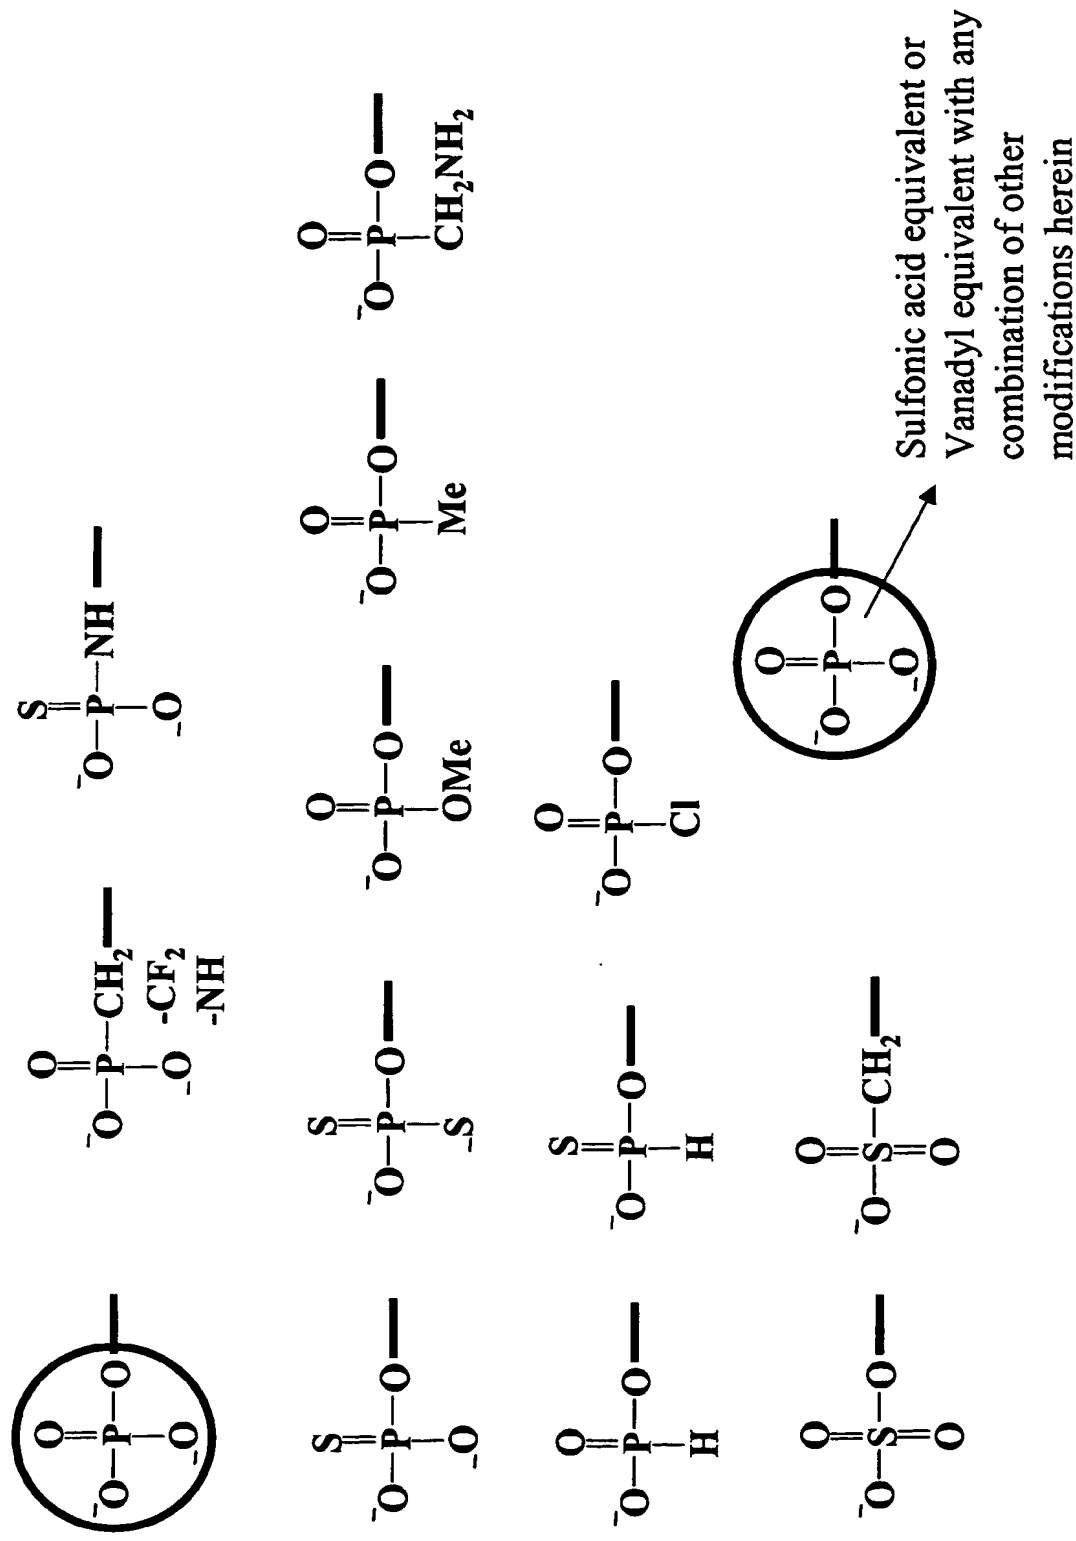 O
⁻O–P–O
O⁻
O
⁻O–P–CH₂
O⁻
-CF₂
-NH
S
⁻O–P–NH
O⁻
S
⁻O–P–O
O⁻
S
⁻O–P–O
S⁻
O
⁻O–P–O
OMe
O
⁻O–P–O
Me
O
⁻O–P–O
CH₂NH₂
O
⁻O–P–O
H
S
⁻O–P–O
H
O
⁻O–P–O
Cl
O
⁻O–S–O
O
O
⁻O–S–CH₂
O
O
⁻O–P–O
O⁻
Sulfonic acid equivalent or
Vanadyl equivalent with any
combination of other
modifications herein